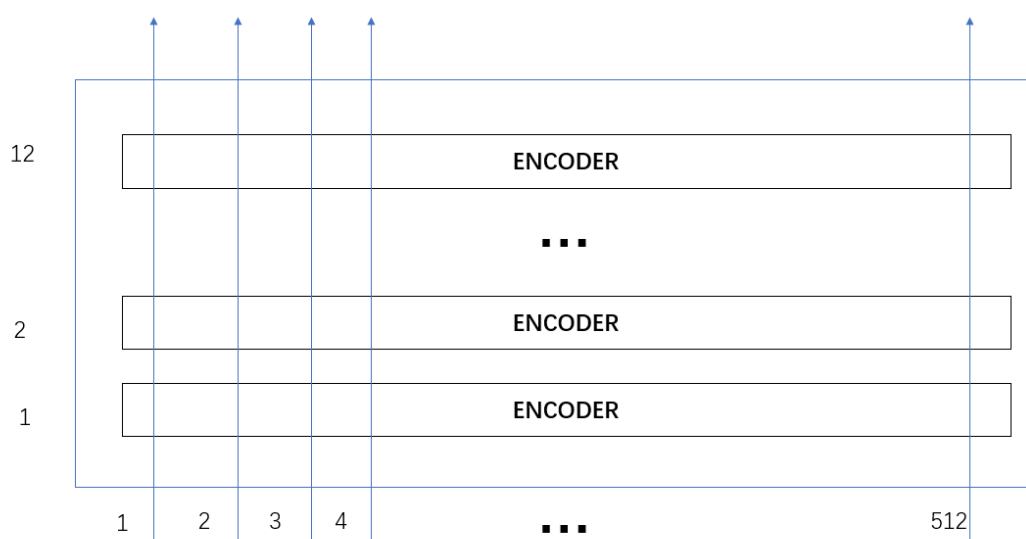 12 ENCODER
...
2 ENCODER
1 ENCODER
1 2 3 4 ... 512